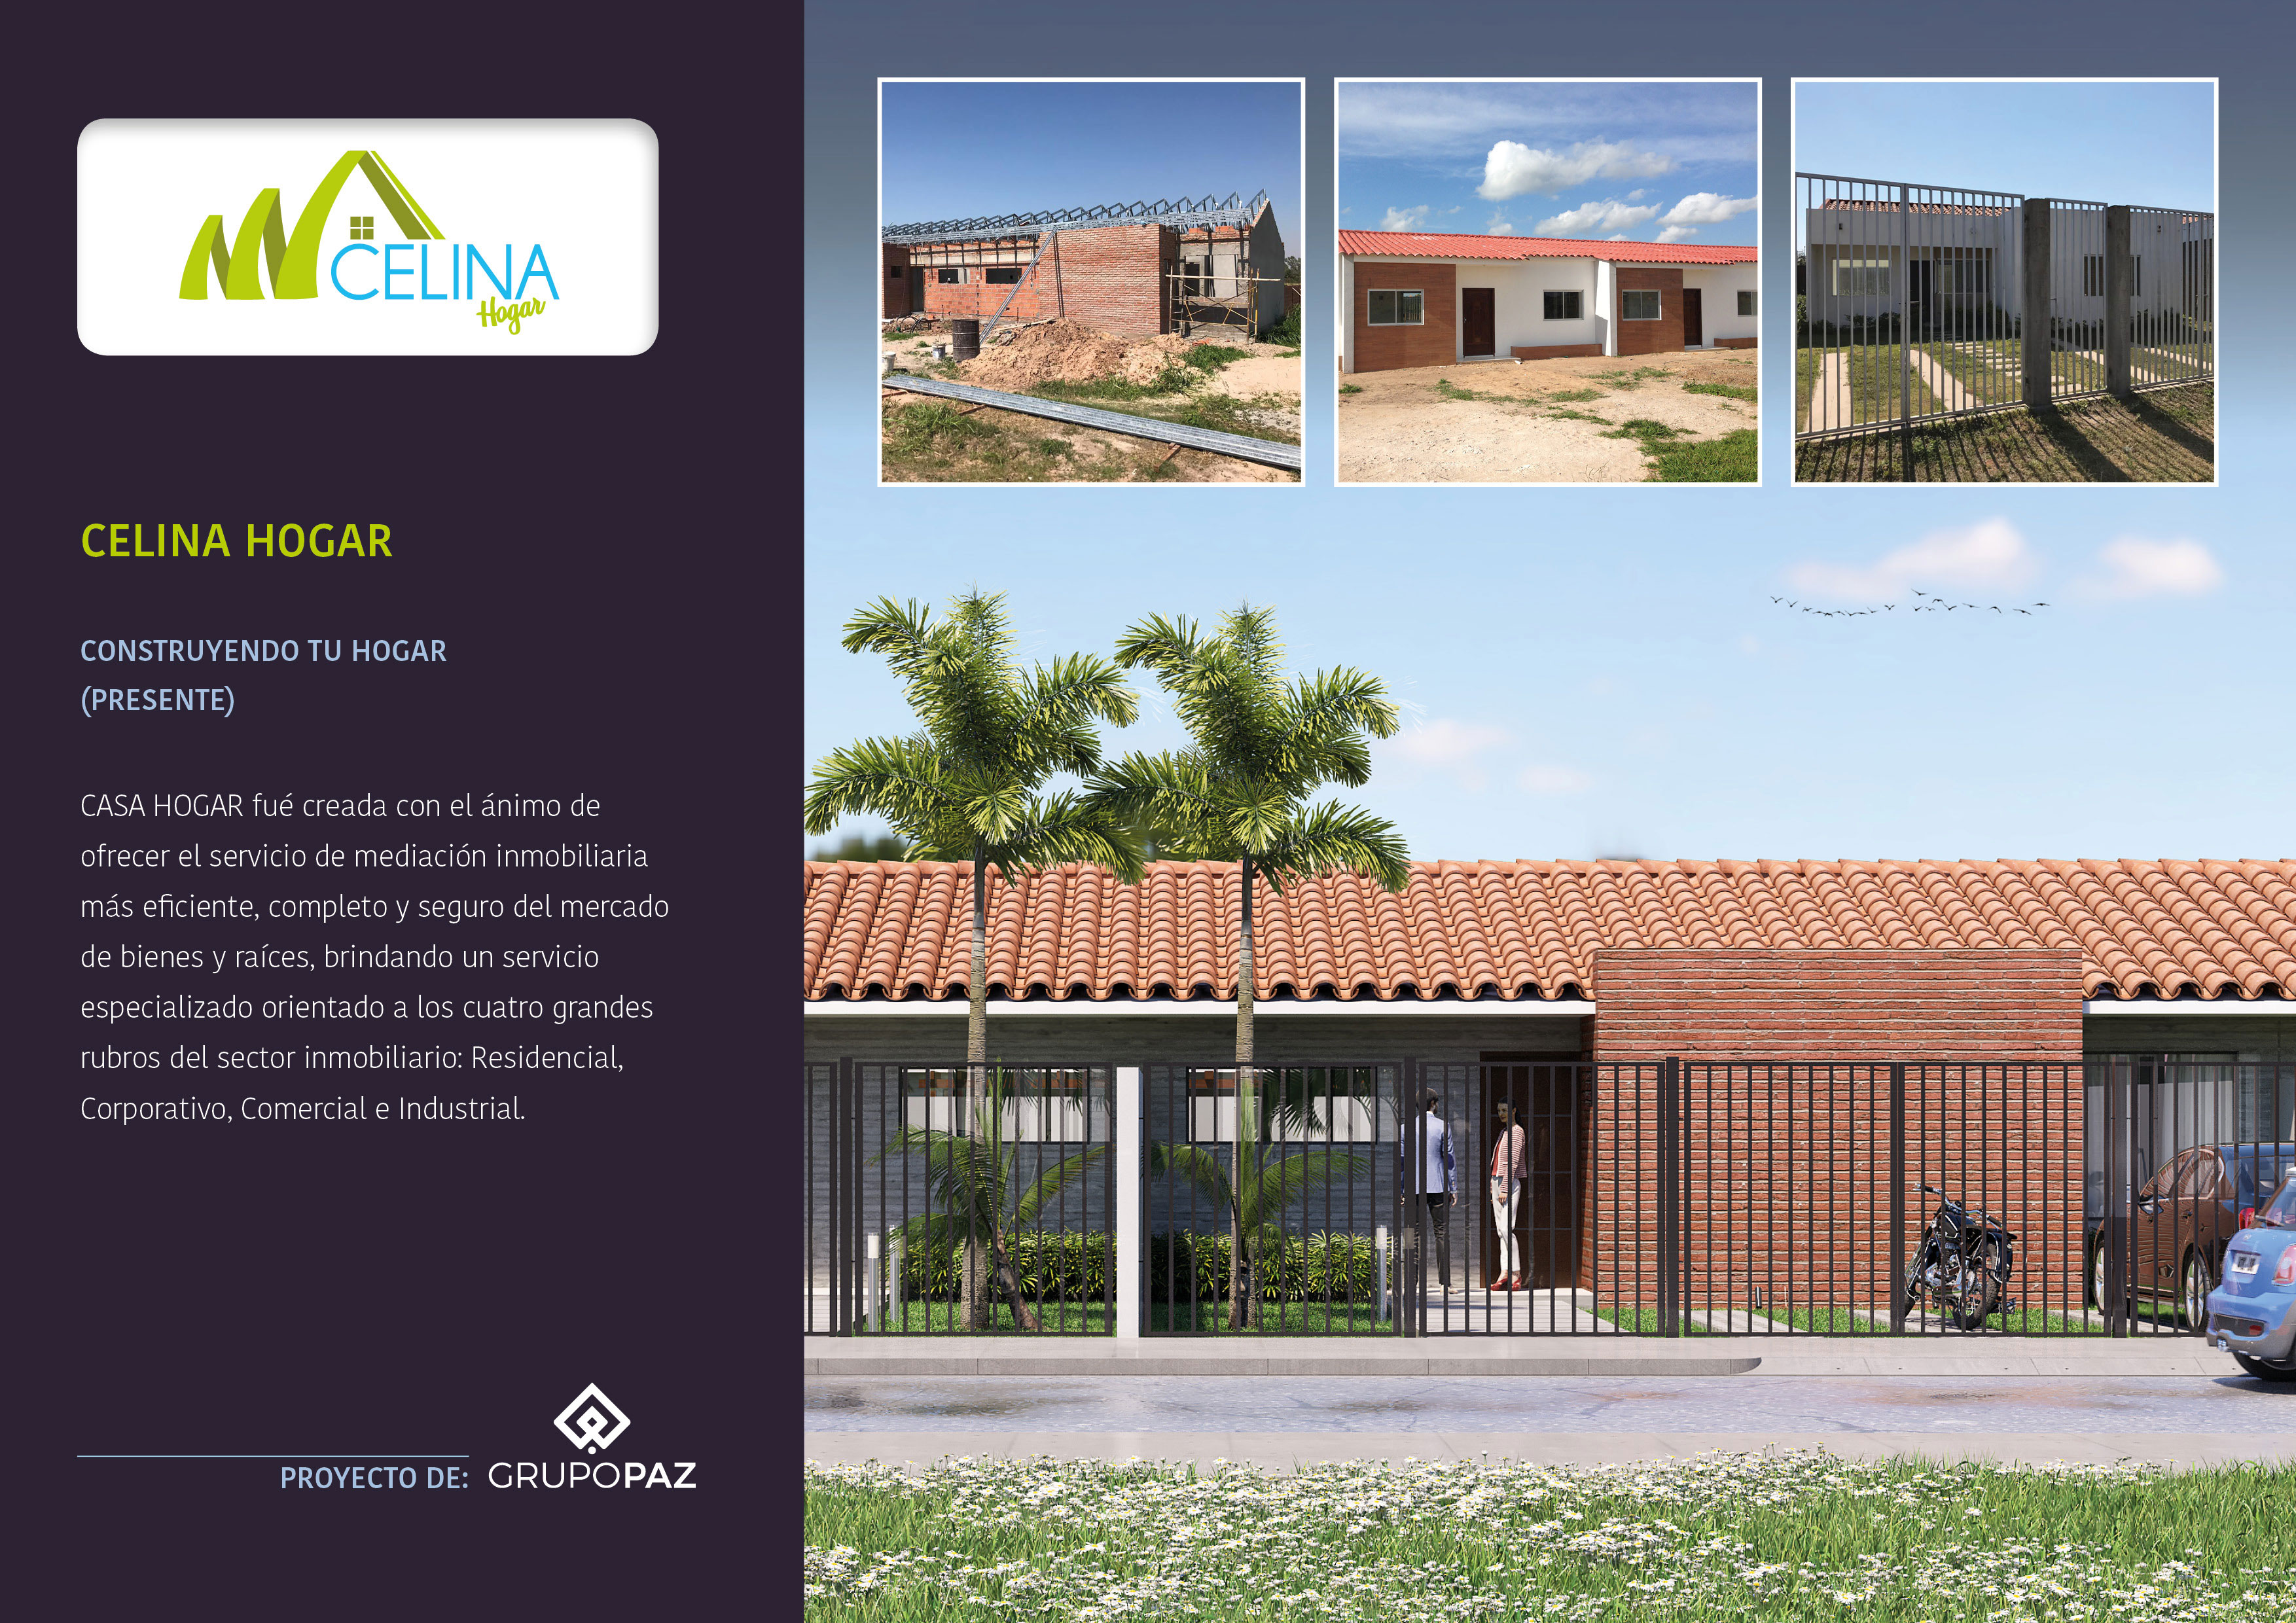 CELINA
Hogar
CELINA HOGAR
CONSTRUYENDO TU HOGAR
(PRESENTE)
CASA HOGAR fué creada con el ánimo de
ofrecer el servicio de mediación inmobiliaria
más eficiente, completo y seguro del mercado
de bienes y raíces, brindando un servicio
especializado orientado a los cuatro grandes
rubros del sector inmobiliario: Residencial,
Corporativo, Comercial e Industrial.
PROYECTO DE: GRUPOPAZ